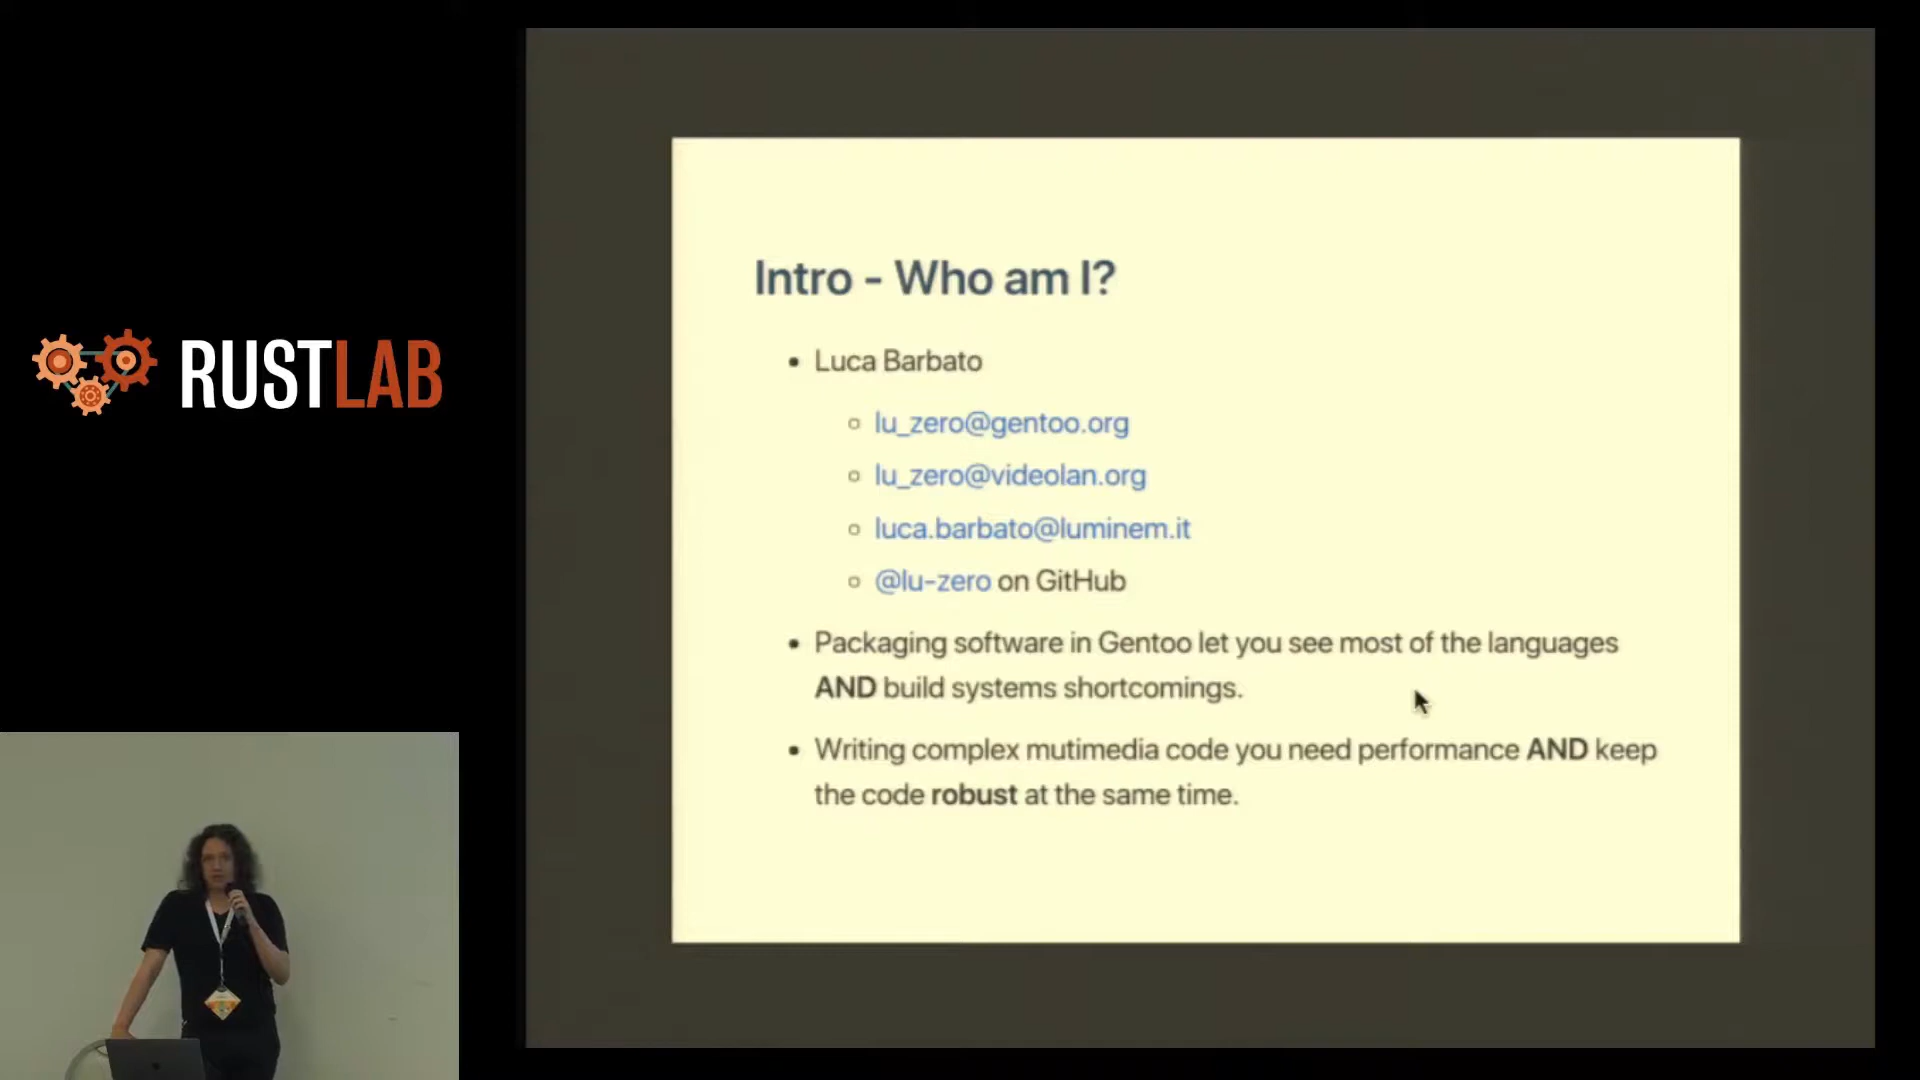 RUSTLAB
Intro - Who am I?
• Luca Barbato
◦ lu_zero@gentoo.org
◦ lu_zero@videolan.org
◦ luca.barbato@luminem.it
◦ @lu-zero on GitHub
• Packaging software in Gentoo let you see most of the languages
AND build systems shortcomings.
• Writing complex mutimedia code you need performance AND keep
the code robust at the same time.